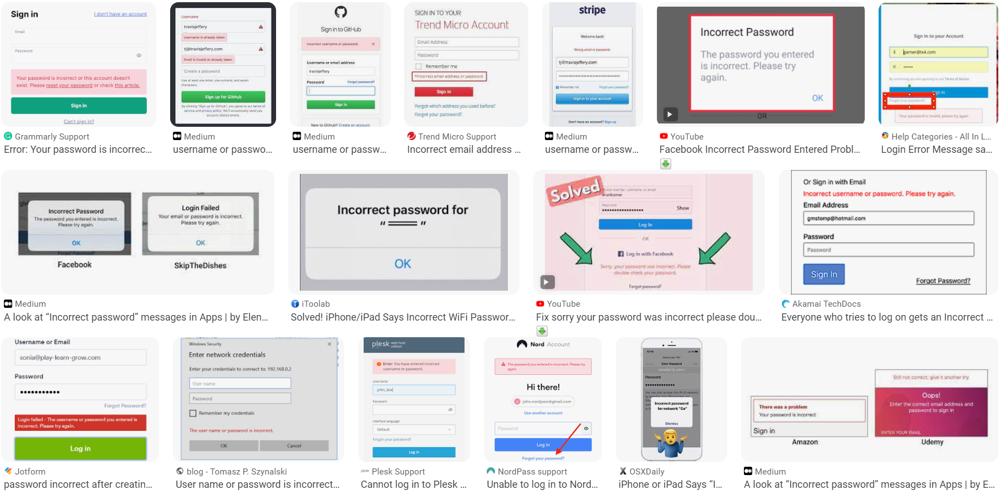 Sign in
I don't have an account
Email
Password
Your password is incorrect or this account doesn't
exist. Please reset your password or check this article.
Sign in
Can't sign in?
Grammarly Support
Error: Your password is incorrec...
Username
travisjeffery
Username is already taken
tj@travisjeffery.com
Email is invalid or already taken
Create a password
Use at least one letter, one numeral, and seven
characters.
Sign up for GitHub
By clicking "Sign up for GitHub", you agree to our terms of
service and privacy policy. We'll occasionally send you
account related emails.
Medium
username or passwo...
Sign in to GitHub
Incorrect username or password.
Username or email address
travisjeffery
Password
Forgot password?
Sign in
New to GitHub? Create an account.
Medium
username or passw...
SIGN IN TO YOUR
Trend Micro Account
Email Address
Password
Remember me
*Incorrect email address or password
Sign In
Forgot which address you used before?
Forgot your password?
Trend Micro Support
Incorrect email address ...
stripe
Welcome back!
Wrong email or password.
tj@travisjeffery.com
Remember me
Forgot your password?
Sign in to your account
Don't have an account? Sign up
Medium
username or passw...
Incorrect Password
The password you entered
is incorrect. Please try
again.
OK
OR
YouTube
Facebook Incorrect Password Entered Probl...
Sign In to your Account
garner@tx4.com
By continuing you are agreeing to our Terms of Service
Sign In
Forgot your password?
Your password is invalid, please try again
Help Categories - All In L...
Login Error Message sa...
Incorrect Password
The password you entered is incorrect.
Please try again.
OK
Forgot Password?
Facebook
OR
Login Failed
Your email or password is incorrect.
Please try again.
OK
SkipTheDishes
Medium
A look at “Incorrect password” messages in Apps | by Elen...
Incorrect password for
" "
OK
iToolab
Solved! iPhone/iPad Says Incorrect WiFi Passwor...
Solved
Phone number, username, or email
arunkumar
Password
Show
Log In
OR
Log in with Facebook
Sorry, your password was incorrect. Please
double-check your password.
Forgot password?
YouTube
Fix sorry your password was incorrect please dou...
Or Sign in with Email
Incorrect username or password. Please try again.
Email Address
gmstemp@hotmail.com
Password
Password
Sign In
Forgot Password?
Akamai TechDocs
Everyone who tries to log on gets an Incorrect ...
Username or Email
sonia@play-learn-grow.com
Password
Forgot Password?
Login failed - The username or password you entered is
incorrect. Please try again.
Log in
Jotform
password incorrect after creatin...
Windows Security
Enter network credentials
Enter your credentials to connect to: 192.168.0.2
User name
Password
Remember my credentials
The user name or password is incorrect.
OK
Cancel
blog - Tomasz P. Szynalski
User name or password is incorrect...
plesk web host
edition
Error: You have entered incorrect
username or password.
Username
john_doe
Password
Interface language
Default
Forgot your password?
Log in
plesk
Plesk Support
Cannot log in to Plesk ...
Nord Account
The password you entered is incorrect. Please try
again.
Hi there!
john.nordpass@gmail.com
Use another account
Password
Log in
Forgot your password?
NordPass support
Unable to log in to Nord...
Enter Password
osxdaily.com
Password
Incorrect password
for network "Go"
Dismiss
OSXDaily
iPhone or iPad Says “I...
There was a problem
Your password is incorrect
Sign in
Amazon
Still not correct; give it another try.
Oops!
Enter the correct email address and
password to sign in
ENTER YOUR EMAIL
Udemy
Medium
A look at “Incorrect password” messages in Apps | by E...